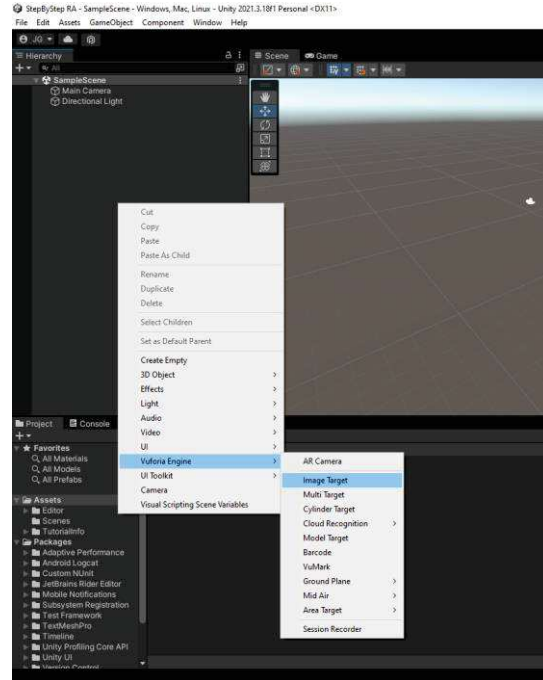 StepByStep RA - SampleScene - Windows, Mac, Linux - Unity 2021.3.18f1 Personal <DX11>
File Edit Assets GameObject Component Window Help
JG
Hierarchy
Scene Game
All
SampleScene
Main Camera
Directional Light
Cut
Copy
Paste
Paste As Child
Rename
Duplicate
Delete
Select Children
Set as Default Parent
Create Empty
3D Object
Effects
Light
Audio
Video
UI
Vuforia Engine
UI Toolkit
Camera
Visual Scripting Scene Variables
AR Camera
Image Target
Multi Target
Cylinder Target
Cloud Recognition
Model Target
Barcode
VuMark
Ground Plane
Mid Air
Area Target
Session Recorder
Project Console
Favorites
All Materials
All Models
All Prefabs
Assets
Editor
Scenes
TutorialInfo
Packages
Adaptive Performance
Android Logcat
Custom NUnit
JetBrains Rider Editor
Mobile Notifications
Subsystem Registration
Test Framework
TextMeshPro
Timeline
Unity Profiling Core API
Unity UI
Version Control